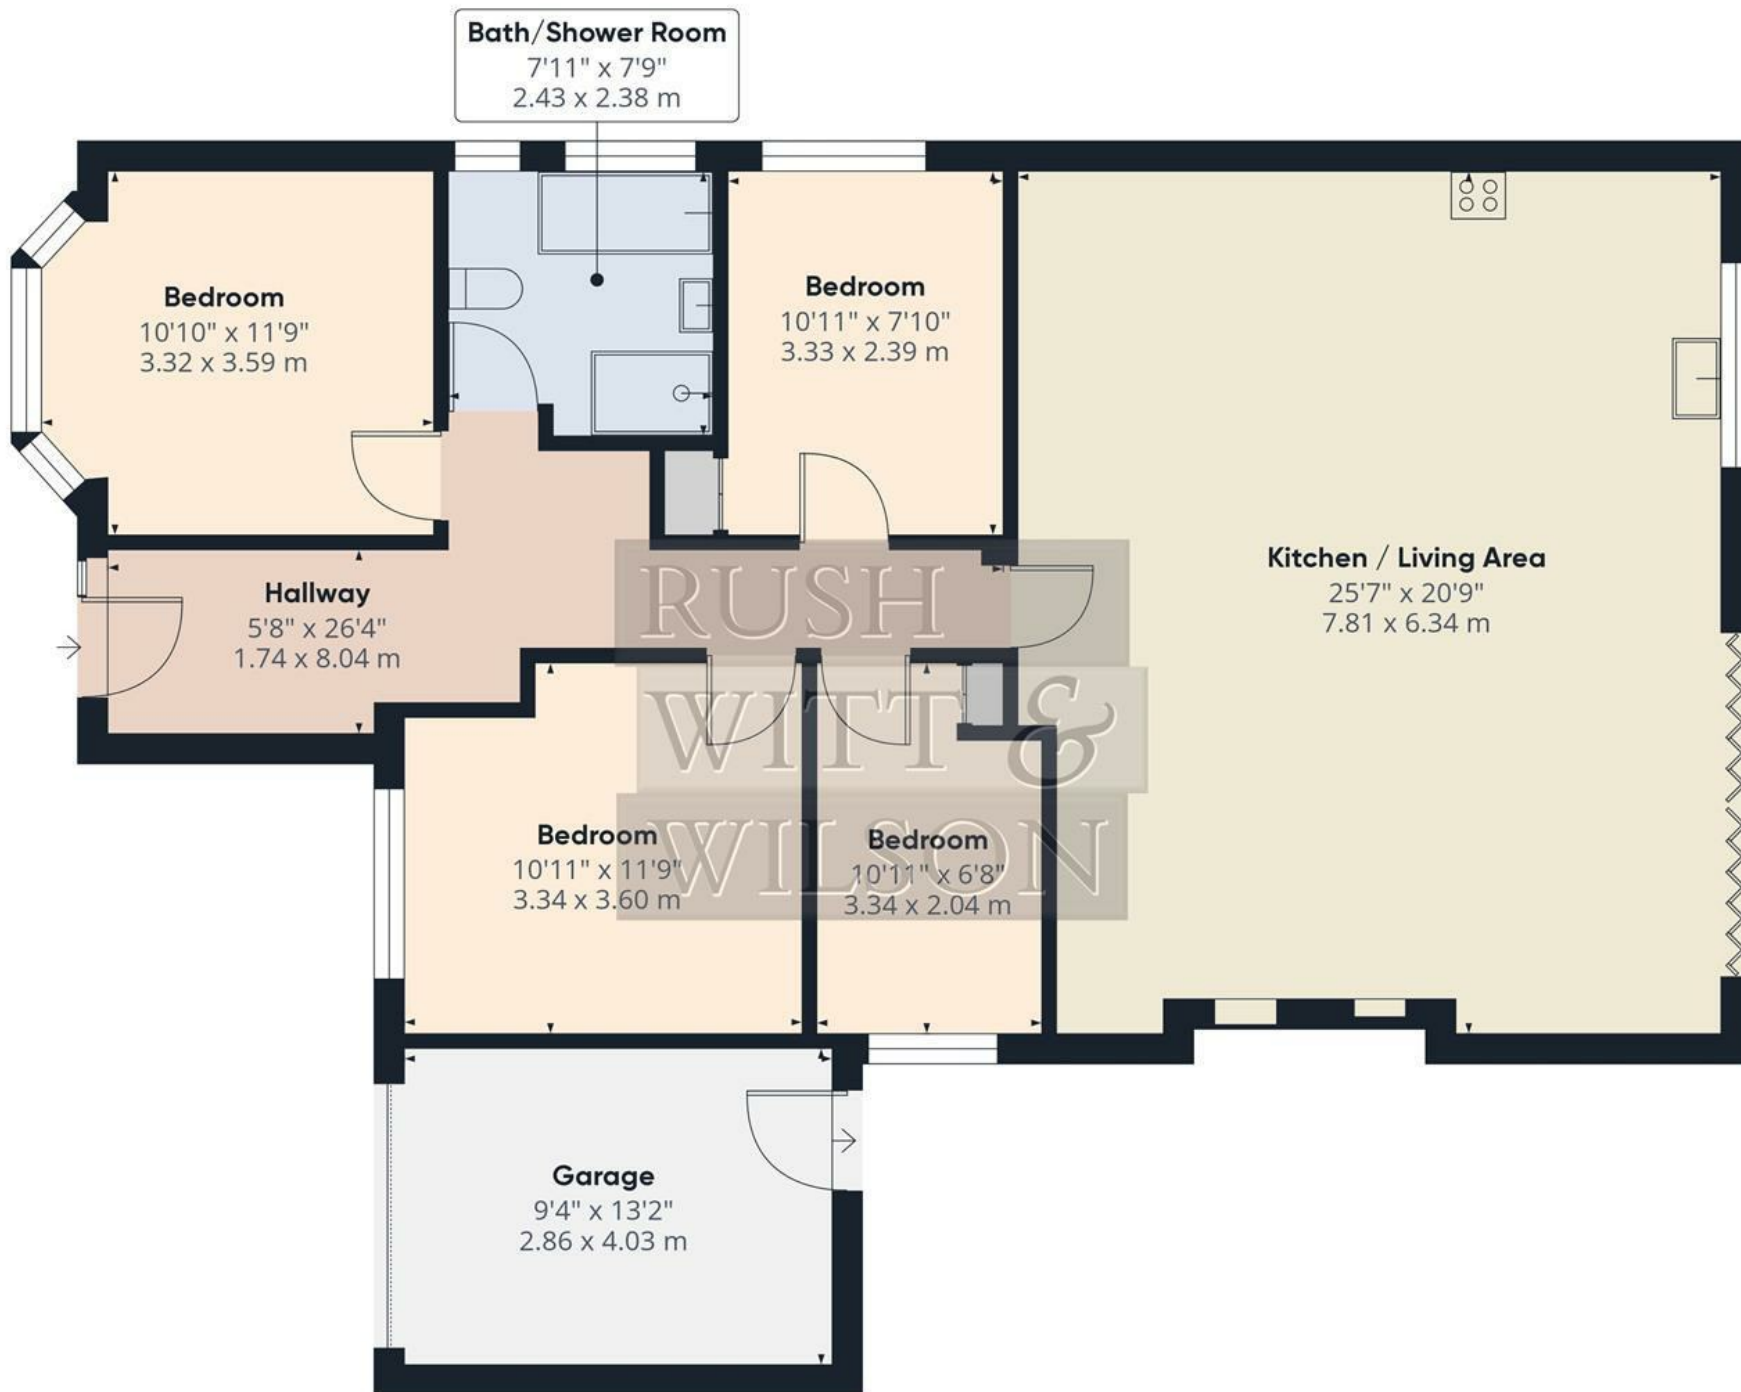 Bath/Shower Room
7'11" x 7'9"
2.43 x 2.38 m
Bedroom
10'10" x 11'9"
3.32 x 3.59 m
Bedroom
10'11" x 7'10"
3.33 x 2.39 m
Kitchen / Living Area
25'7" x 20'9"
7.81 x 6.34 m
Hallway
5'8" x 26'4"
1.74 x 8.04 m
RUSH
WITT &
WILSON
Bedroom
10'11" x 11'9"
3.34 x 3.60 m
Bedroom
10'11" x 6'8"
3.34 x 2.04 m
Garage
9'4" x 13'2"
2.86 x 4.03 m